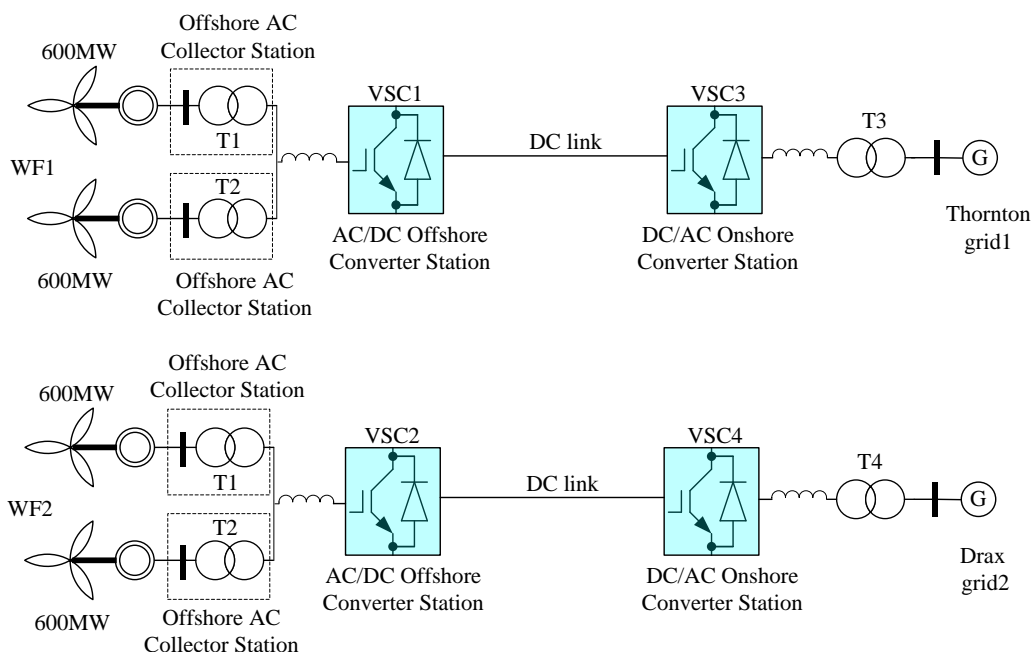 Offshore AC
Collector Station
600MW
T1
WF1
T2
600MW
Offshore AC
Collector Station
VSC1
AC/DC Offshore
Converter Station
DC link
VSC3
DC/AC Onshore
Converter Station
T3
G
Thornton
grid1
Offshore AC
Collector Station
600MW
T1
WF2
T2
600MW
Offshore AC
Collector Station
VSC2
AC/DC Offshore
Converter Station
DC link
VSC4
DC/AC Onshore
Converter Station
T4
G
Drax
grid2